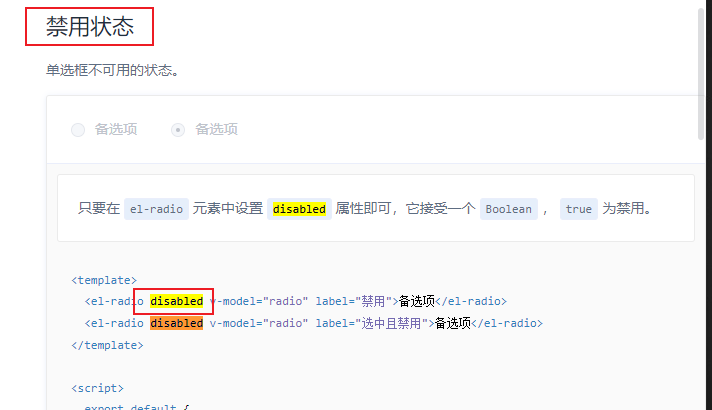 禁用状态
单选框不可用的状态。
备选项 备选项
只要在 el-radio 元素中设置 disabled 属性即可，它接受一个 Boolean ， true 为禁用。
<template>
<el-radio disabled v-model="radio" label="禁用">备选项</el-radio>
<el-radio disabled v-model="radio" label="选中且禁用">备选项</el-radio>
</template>
<script>
export default {